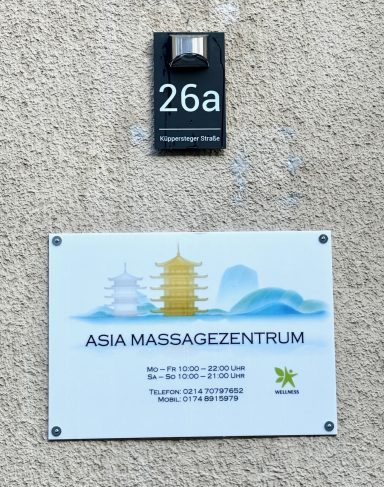 26a
Küppersteger Straße
ASIA MASSAGEZENTRUM
Mo – Fr 10:00 – 22:00 Uhr
Sa – So 10:00 – 21:00 Uhr
Telefon: 0214 70797652
Mobil: 0174 8915979
WELLNESS